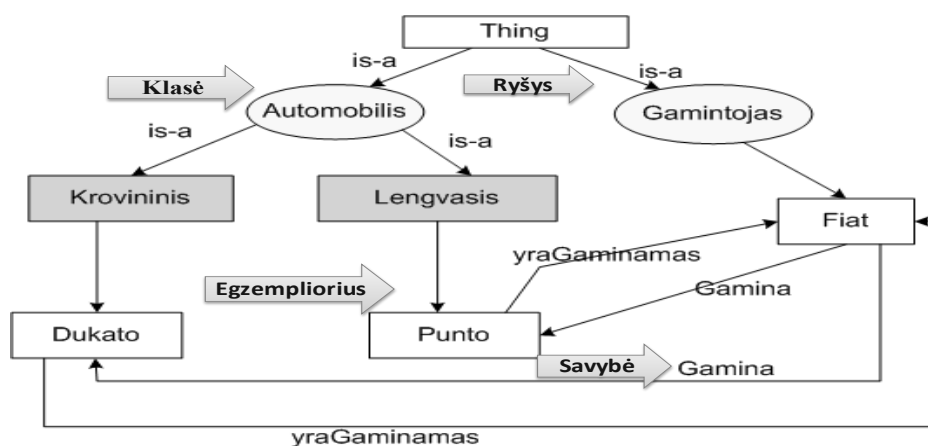 Thing
is-a
is-a
Klasė
Ryšys
Automobilis
Gamintojas
is-a
is-a
Krovininis
Lengvasis
Fiat
yraGaminamas
Egzempliorius
Gamina
Dukato
Punto
Savybė
Gamina
yraGaminamas